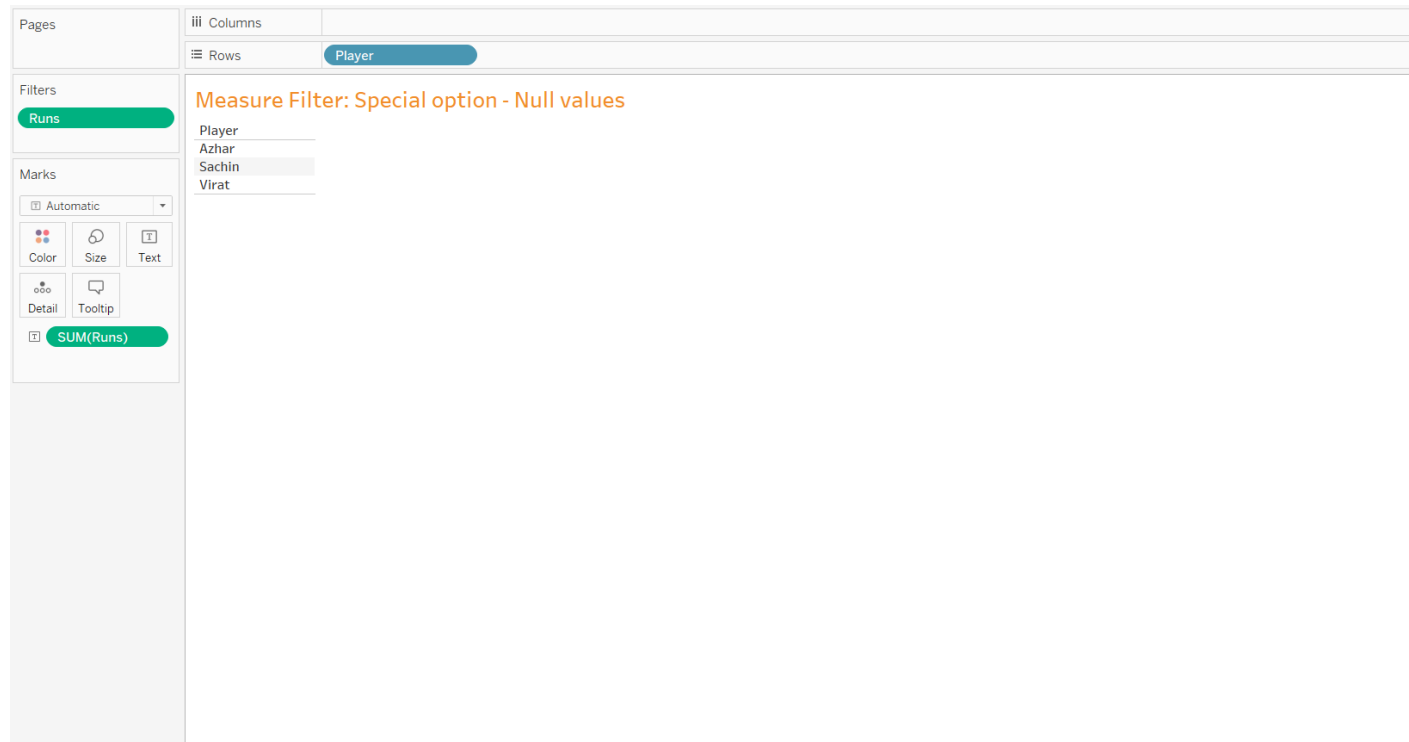 Pages
Columns
Rows
Player
Filters
Runs
Measure Filter: Special option - Null values
Player
Azhar
Sachin
Virat
Marks
Automatic
Color
Size
T
Text
Detail
Tooltip
SUM(Runs)